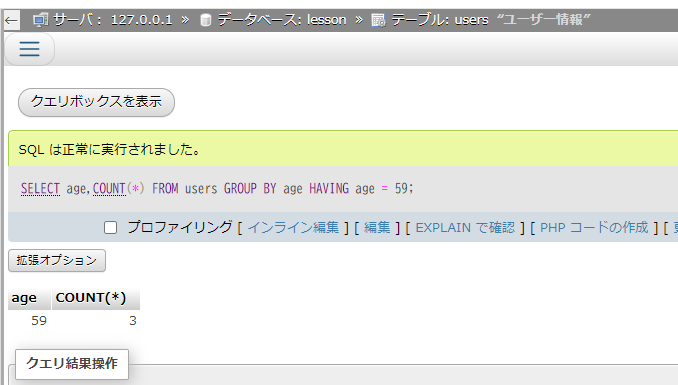 ← サーバ： 127.0.0.1 » データベース: lesson » テーブル: users “ユーザー情報”
クエリボックスを表示
SQL は正常に実行されました。
SELECT age,COUNT(*) FROM users GROUP BY age HAVING age = 59;
プロファイリング [ インライン編集 ] [ 編集 ] [ EXPLAIN で確認 ] [ PHP コードの作成 ] [
拡張オプション
age COUNT(*)
59 3
クエリ結果操作